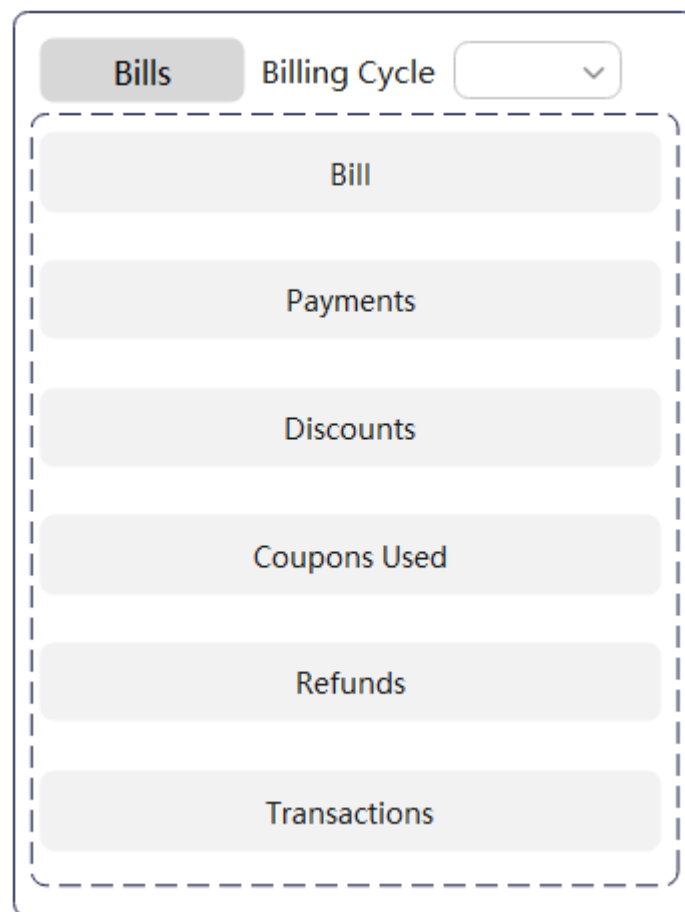 Bills Billing Cycle
Bill
Payments
Discounts
Coupons Used
Refunds
Transactions